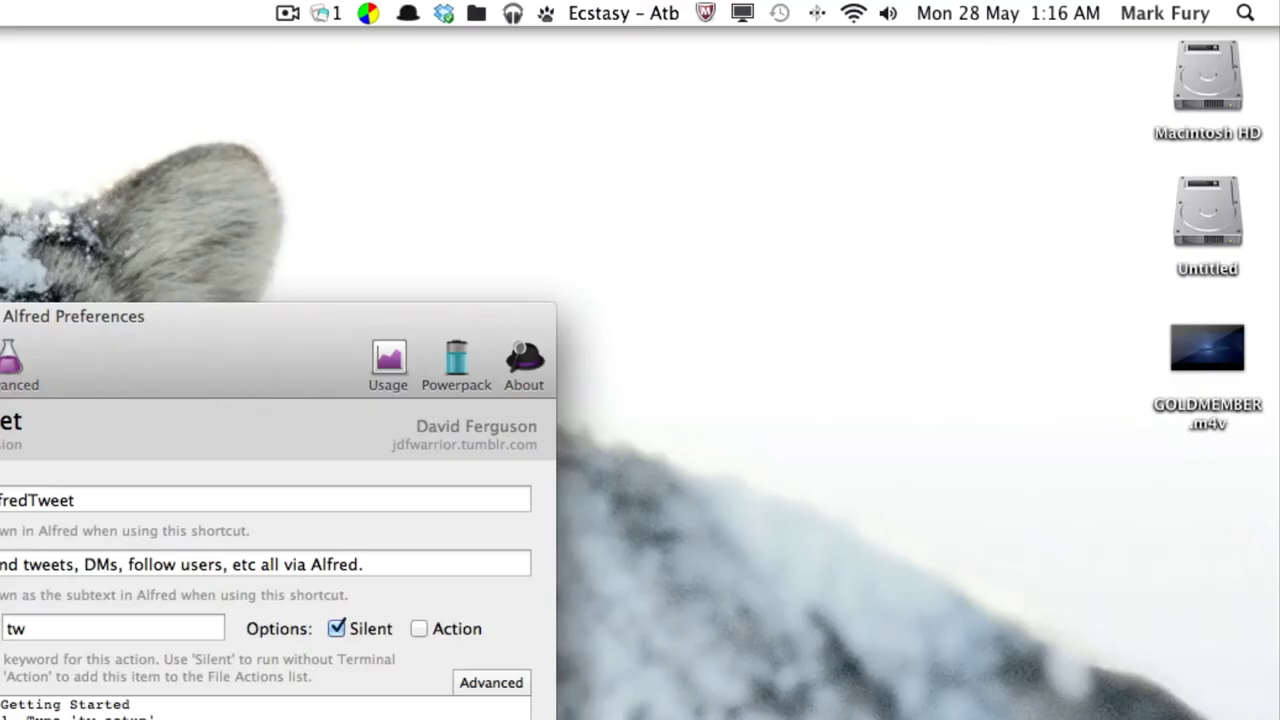 1 Ecstasy – Atb Mon 28 May 1:16 AM Mark Fury
Macintosh HD
Untitled
GOLDMEMBER
.m4v
Alfred Preferences
anced Usage Powerpack About
et David Ferguson
sion jdfwarrior.tumblr.com
fredTweet
wn in Alfred when using this shortcut.
nd tweets, DMs, follow users, etc all via Alfred.
wn as the subtext in Alfred when using this shortcut.
tw Options: Silent Action
keyword for this action. Use 'Silent' to run without Terminal
'Action' to add this item to the File Actions list.
Advanced
Getting Started
Type 'tw setup'